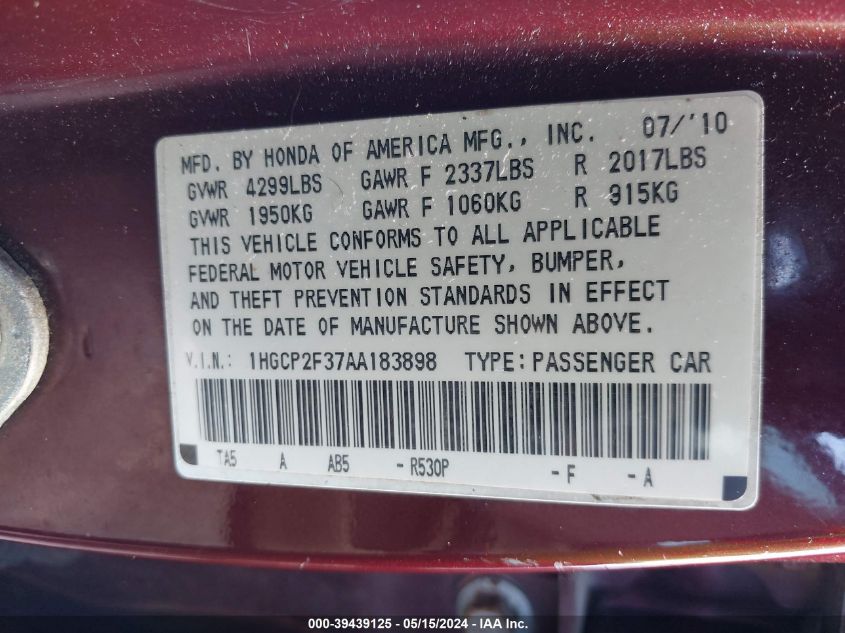 MFD. BY HONDA OF AMERICA MFG., INC. 07/'10
GVWR 4299LBS GAWR F 2337LBS R 2017LBS
GVWR 1950KG GAWR F 1060KG R 915KG
THIS VEHICLE CONFORMS TO ALL APPLICABLE
FEDERAL MOTOR VEHICLE SAFETY, BUMPER,
AND THEFT PREVENTION STANDARDS IN EFFECT
ON THE DATE OF MANUFACTURE SHOWN ABOVE.
V.I.N: 1HGCP2F37AA183898 TYPE: PASSENGER CAR
TA5 A AB5 - R530P - F - A
000-39439125 - 05/15/2024 - IAA Inc.